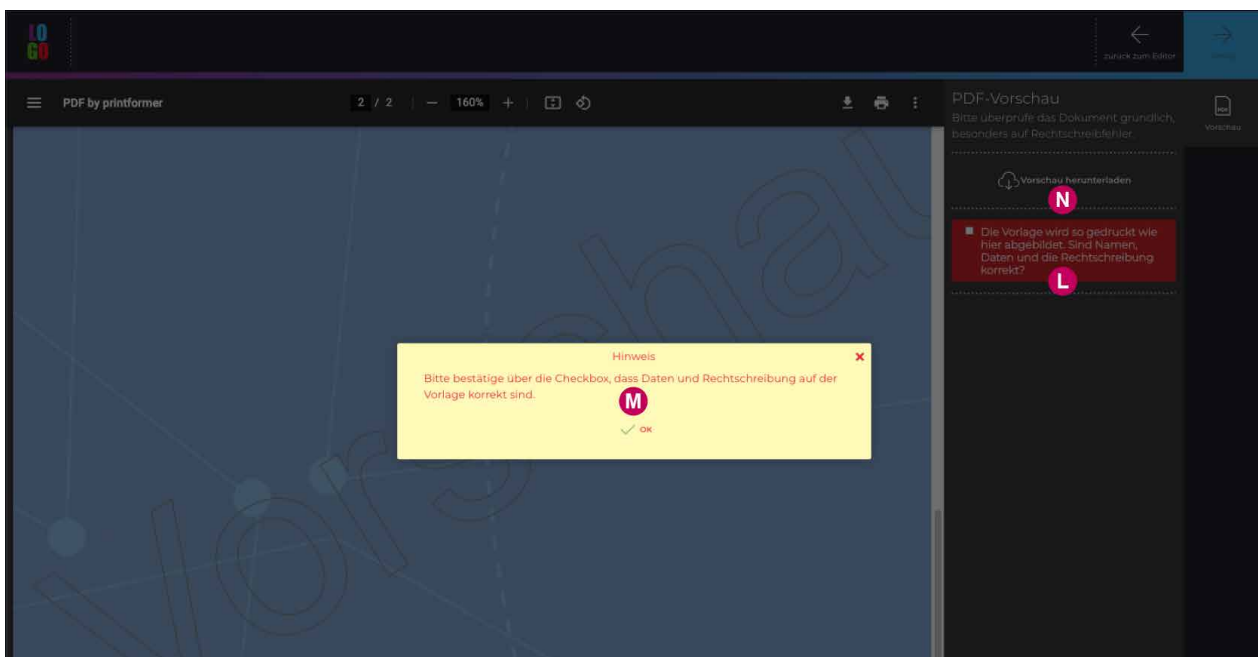 LO
GO
zurück zum Editor
PDF by printformer
2 / 2
160%
PDF-Vorschau
Bitte überprüfe das Dokument gründlich,
besonders auf Rechtschreibfehler.
PDF
Vorschau
Vorschau herunterladen
N
Die Vorlage wird so gedruckt wie
hier abgebildet. Sind Namen,
Daten und die Rechtschreibung
korrekt?
L
Hinweis
Bitte bestätige über die Checkbox, dass Daten und Rechtschreibung auf der
Vorlage korrekt sind.
M
OK
Vorschau